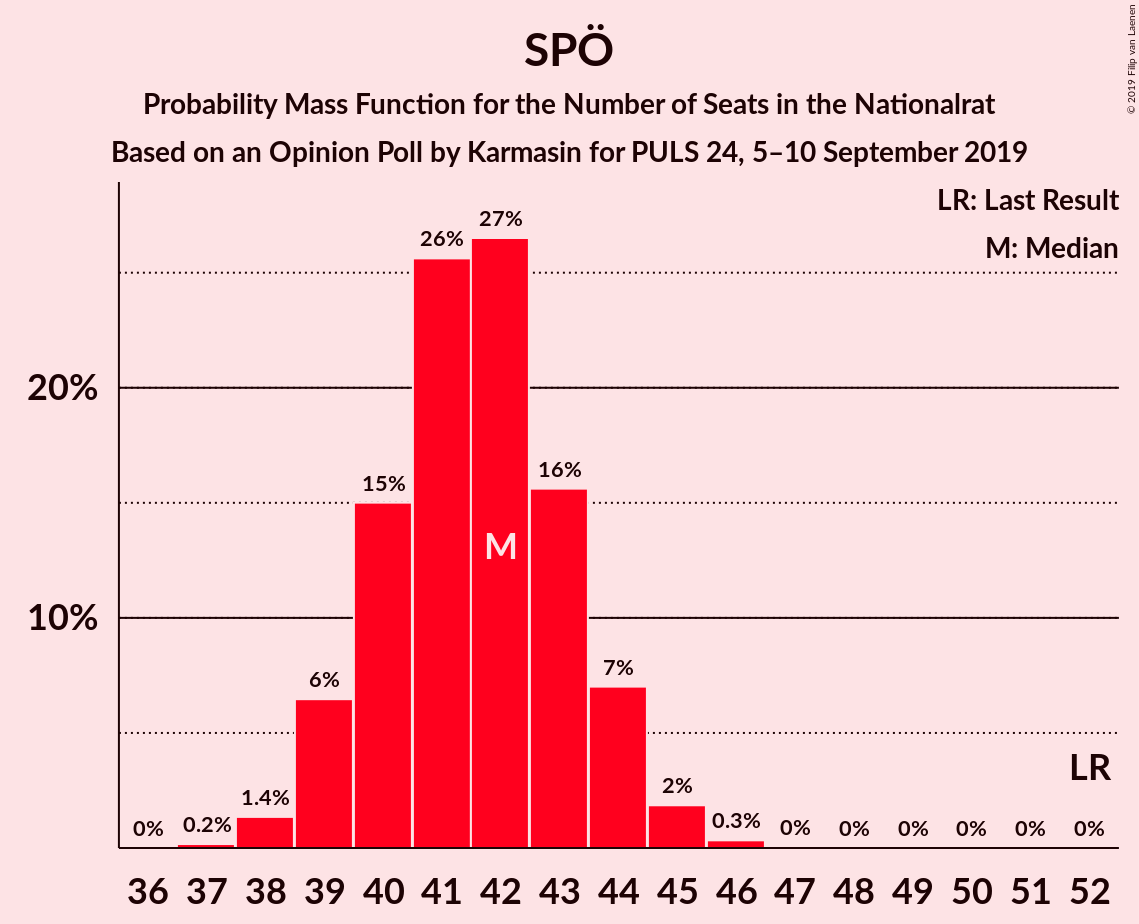 SPÖ
Probability Mass Function for the Number of Seats in the Nationalrat
Based on an Opinion Poll by Karmasin for PULS 24, 5–10 September 2019
© 2019 Filip van Laenen
LR: Last Result
M: Median
27%
26%
20%
16%
15%
M
10%
7%
6%
LR
2%
1.4%
0.3%
0.2%
0% 0% 0% 0% 0% 0% 0%
36 37 38 39 40 41 42 43 44 45 46 47 48 49 50 51 52